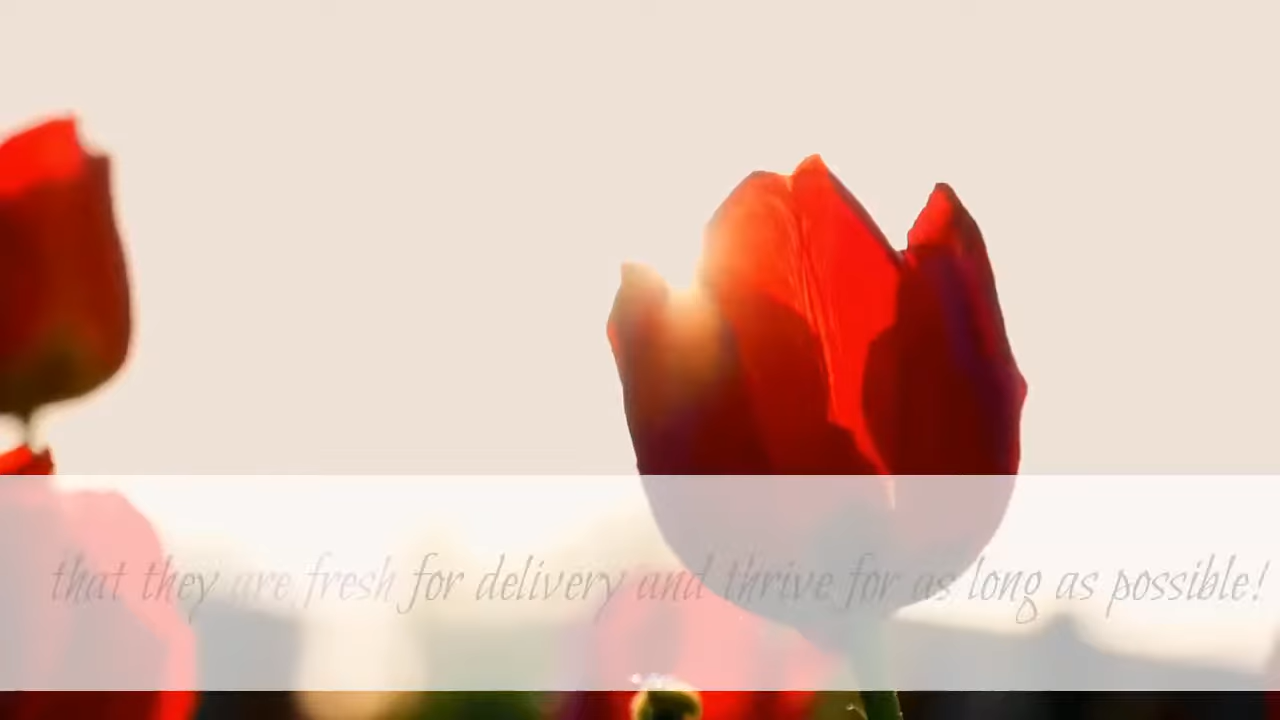 that they are fresh for delivery and thrive for as long as possible!